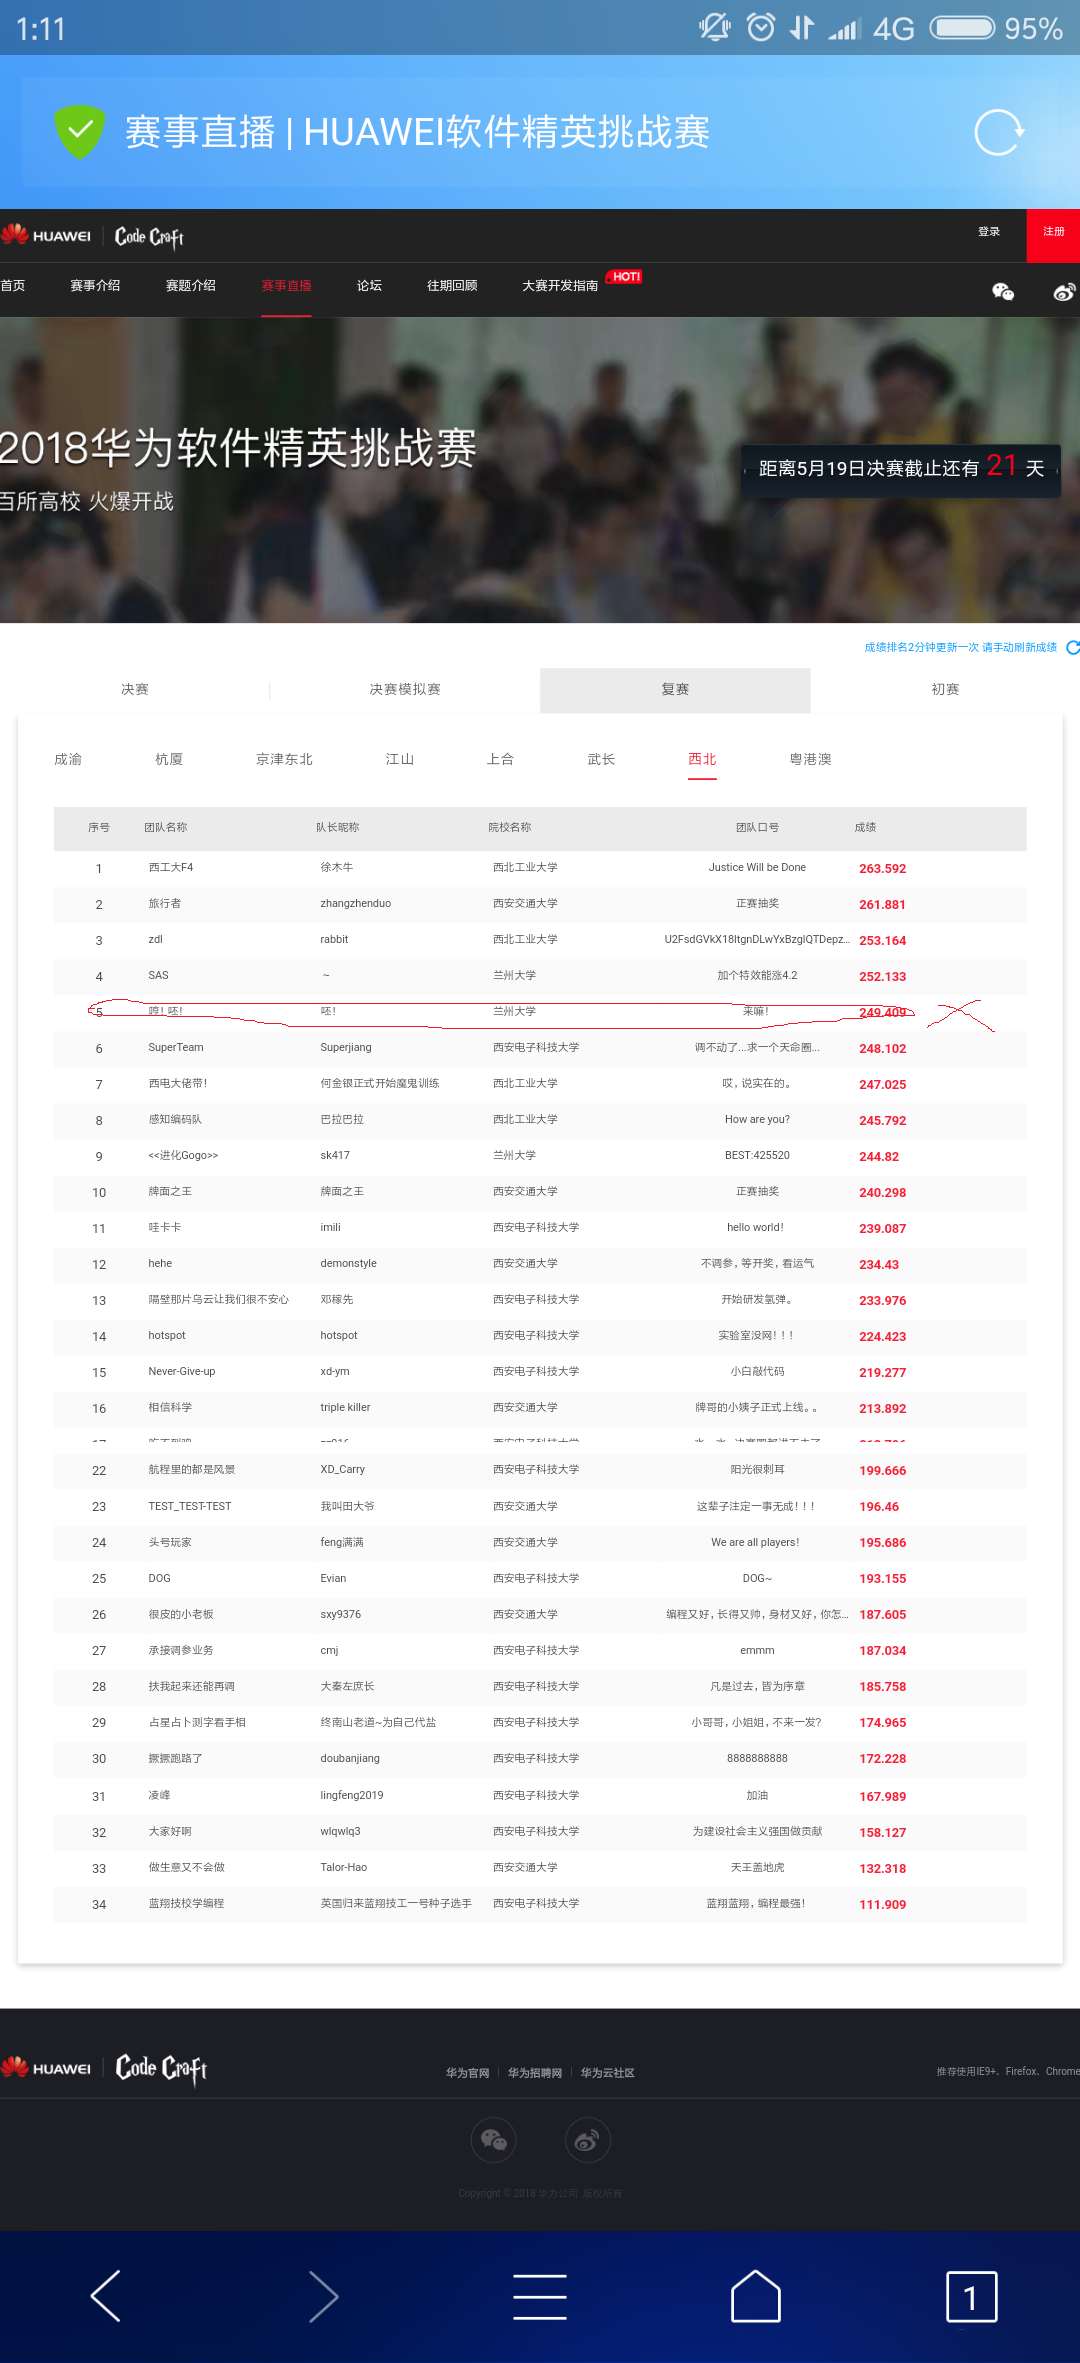 1:11 4G 95%
赛事直播 | HUAWEI软件精英挑战赛
HUAWEI Code Craft 登录 注册
首页 赛事介绍 赛题介绍 赛事直播 论坛 往期回顾 大赛开发指南 HOT!
2018华为软件精英挑战赛
距离5月19日决赛截止还有 21 天
百所高校 火爆开战
成绩排名2分钟更新一次 请手动刷新成绩
决赛 决赛模拟赛 复赛 初赛
成渝 杭厦 京津东北 江山 上合 武长 西北 粤港澳
序号 团队名称 队长昵称 院校名称 团队口号 成绩
1 西工大F4 徐木牛 西北工业大学 Justice Will be Done 263.592
2 旅行者 zhangzhenduo 西安交通大学 正赛抽奖 261.881
3 zdl rabbit 西北工业大学 U2FsdGVkX18ItgnDLwYxBzglQTDepz... 253.164
4 SAS ~ 兰州大学 加个特效能涨4.2 252.133
5 哼！呸！ 呸！ 兰州大学 来嘛！ 249.409
6 SuperTeam Superjiang 西安电子科技大学 调不动了...求一个天命圈... 248.102
7 西电大佬带！ 何金银正式开始魔鬼训练 西北工业大学 哎，说实在的。 247.025
8 感知编码队 巴拉巴拉 西北工业大学 How are you? 245.792
9 <<进化Gogo>> sk417 兰州大学 BEST:425520 244.82
10 牌面之王 牌面之王 西安交通大学 正赛抽奖 240.298
11 哇卡卡 imili 西安电子科技大学 hello world！ 239.087
12 hehe demonstyle 西安交通大学 不调参，等开奖，看运气 234.43
13 隔壁那片乌云让我们很不安心 邓稼先 西安电子科技大学 开始研发氢弹。 233.976
14 hotspot hotspot 西安电子科技大学 实验室没网！！！ 224.423
15 Never-Give-up xd-ym 西安电子科技大学 小白敲代码 219.277
16 相信科学 triple killer 西安交通大学 牌哥的小姨子正式上线。。 213.892
22 航程里的都是风景 XD_Carry 西安电子科技大学 阳光很刺耳 199.666
23 TEST_TEST-TEST 我叫田大爷 西安交通大学 这辈子注定一事无成！！！ 196.46
24 头号玩家 feng满满 西安交通大学 We are all players！ 195.686
25 DOG Evian 西安电子科技大学 DOG~ 193.155
26 很皮的小老板 sxy9376 西安交通大学 编程又好，长得又帅，身材又好，你怎... 187.605
27 承接调参业务 cmj 西安电子科技大学 emmm 187.034
28 扶我起来还能再调 大秦左庶长 西安电子科技大学 凡是过去，皆为序章 185.758
29 占星占卜测字看手相 终南山老道~为自己代盐 西安电子科技大学 小哥哥，小姐姐，不来一发？ 174.965
30 撅撅跑路了 doubanjiang 西安电子科技大学 8888888888 172.228
31 凌峰 lingfeng2019 西安电子科技大学 加油 167.989
32 大家好啊 wlqwlq3 西安电子科技大学 为建设社会主义强国做贡献 158.127
33 做生意又不会做 Talor-Hao 西安交通大学 天王盖地虎 132.318
34 蓝翔技校学编程 英国归来蓝翔技工一号种子选手 西安电子科技大学 蓝翔蓝翔，编程最强！ 111.909
HUAWEI Code Craft 华为官网 华为招聘网 华为云社区 推荐使用IE9+、Firefox、Chrome
Copyright © 2018 华为公司 版权所有
1